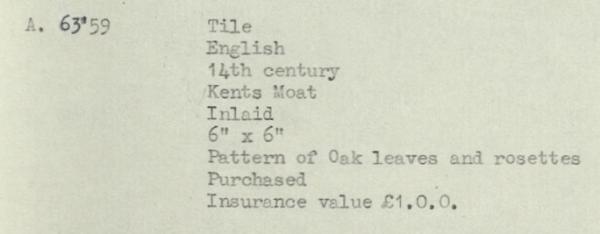 A. 63'59 Tile
English
14th century
Kents Moat
Inlaid
6" x 6"
Pattern of Oak leaves and rosettes
Purchased
Insurance value £1.0.0.